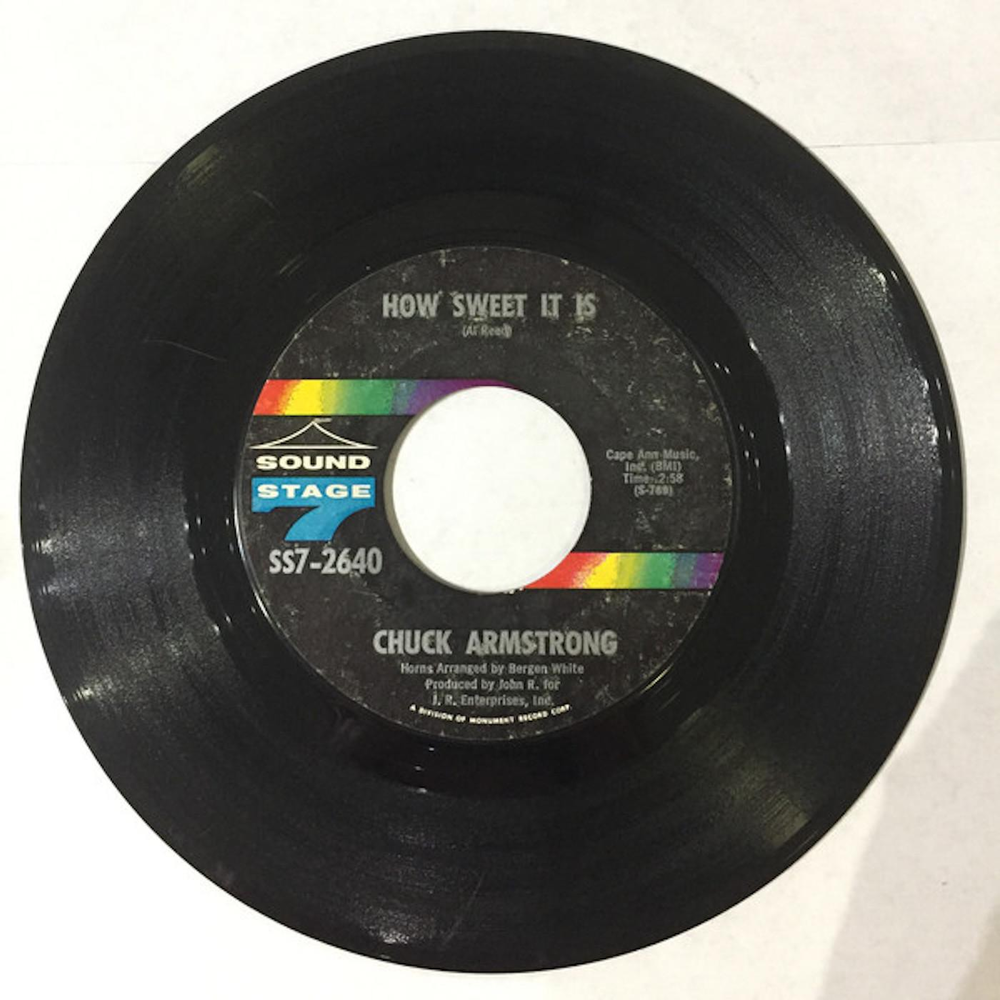 HOW SWEET IT IS
(Al Reed)
SOUND
STAGE
7
SS7-2640
Cape Ann Music,
Inc. (BMI)
Time: 2:58
(S-769)
CHUCK ARMSTRONG
Horns Arranged by Bergen White
Produced by John R. for
J. R. Enterprises, Inc.
A DIVISION OF MONUMENT RECORD CORP.